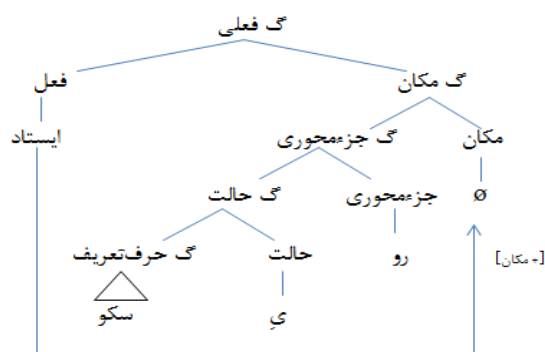 گ فعلی
گ مکان فعل
مکان گ جزءمحوری ایستاد
Ø جزءمحوری گ حالت
[+مکان] رو حالت گ حرف‌تعریف
یِ سکو